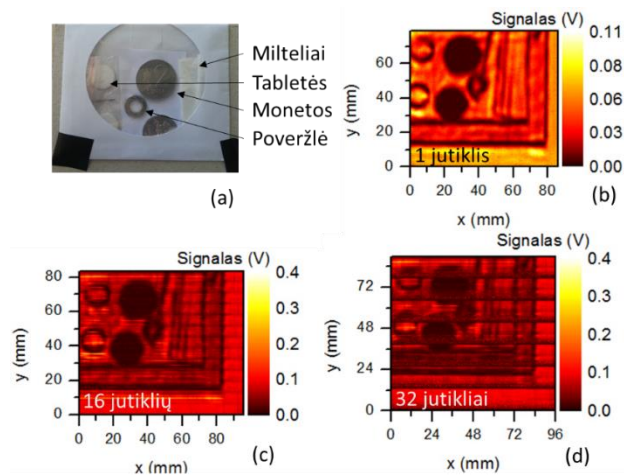 Milteliai
Tabletės
Monetos
Poveržlė
(a)
Signalas (V)
80
60
40
20
0
y (mm)
0 20 40 60 80
x (mm)
1 jutiklis
0.11
0.08
0.06
0.03
0.00
(b)
Signalas (V)
80
60
40
20
0
y (mm)
0 20 40 60 80
x (mm)
16 jutiklių
0.4
0.3
0.2
0.1
0.0
(c)
Signalas (V)
72
48
24
0
y (mm)
0 24 48 72 96
x (mm)
32 jutikliai
0.4
0.3
0.2
0.1
0.0
(d)